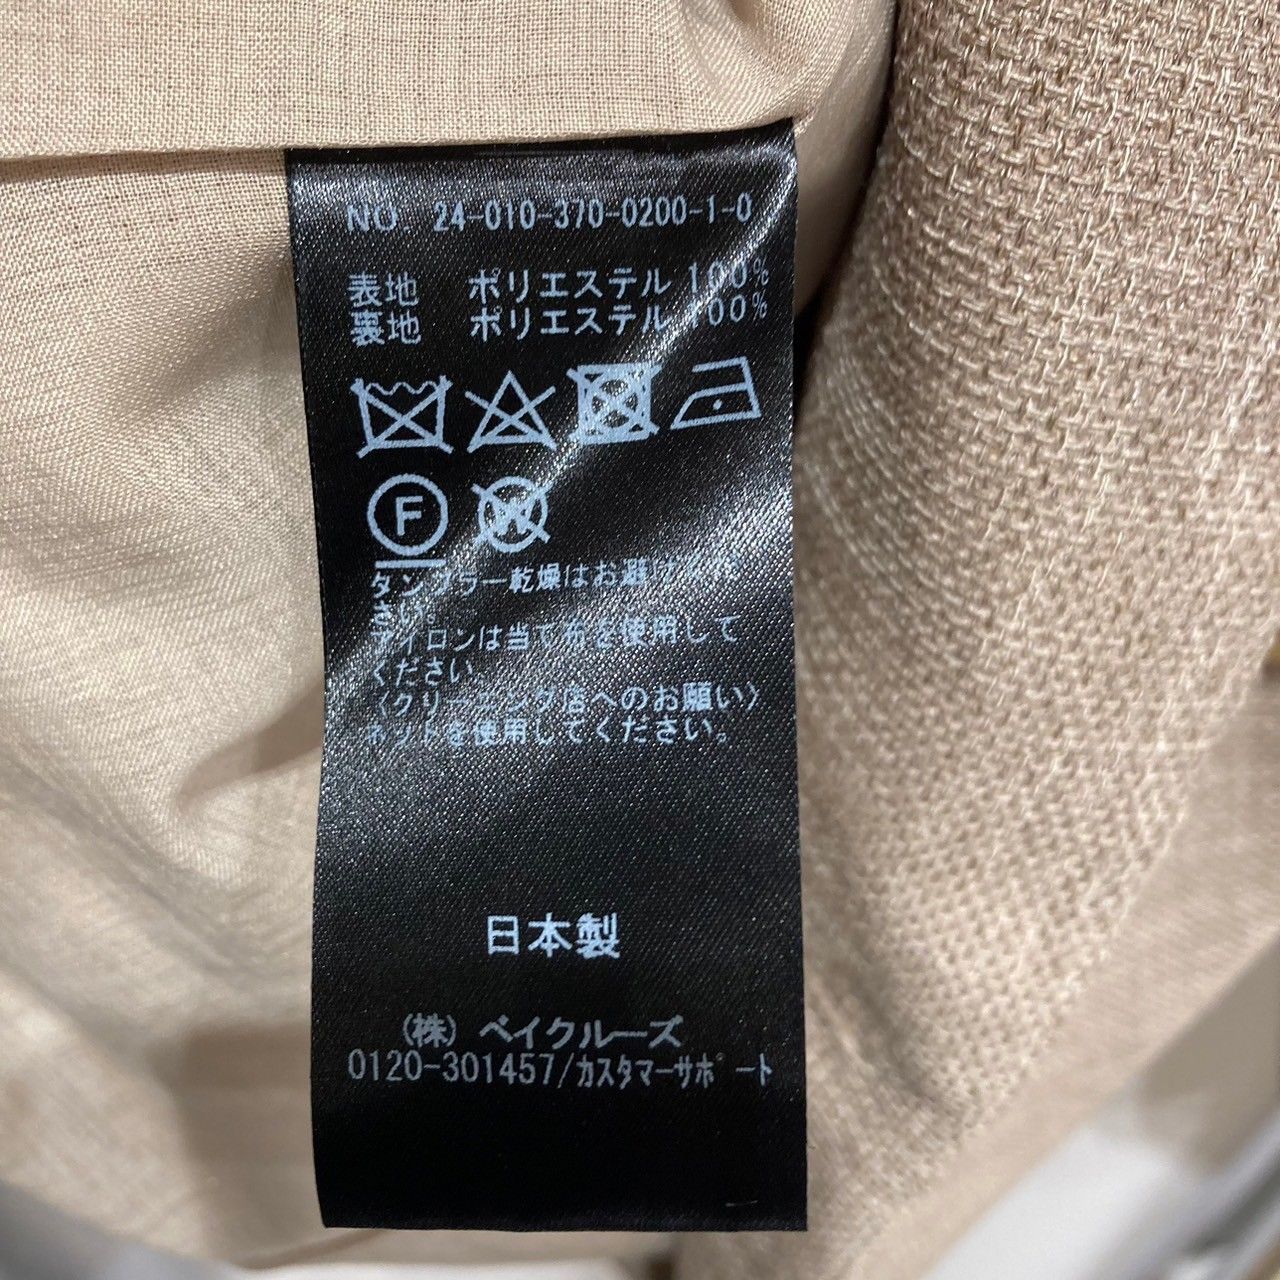 NO. 24-010-370-0200-1-0
表地 ポリエステル 100%
裏地 ポリエステル 100%
F
W
タンブラー乾燥はお避けくだ
さい。
アイロンは当て布を使用して
ください。
〈クリーニング店へのお願い〉
ネットを使用してください。
日本製
(株) ベイクルーズ
0120-301457/カスタマーサポート